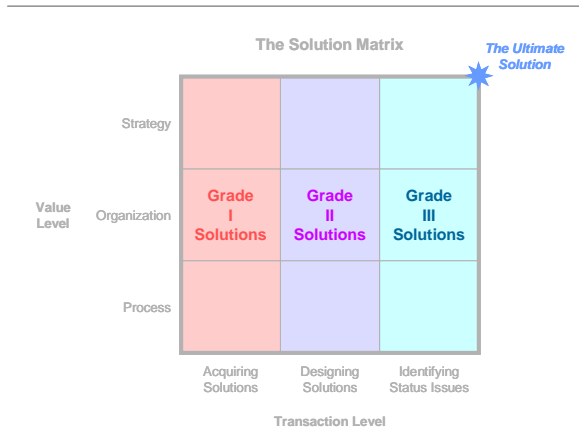 The Solution Matrix
The Ultimate
Solution
Strategy
Value
Level
Organization
Process
Grade
I
Solutions
Grade
II
Solutions
Grade
III
Solutions
Acquiring
Solutions
Designing
Solutions
Identifying
Status Issues
Transaction Level